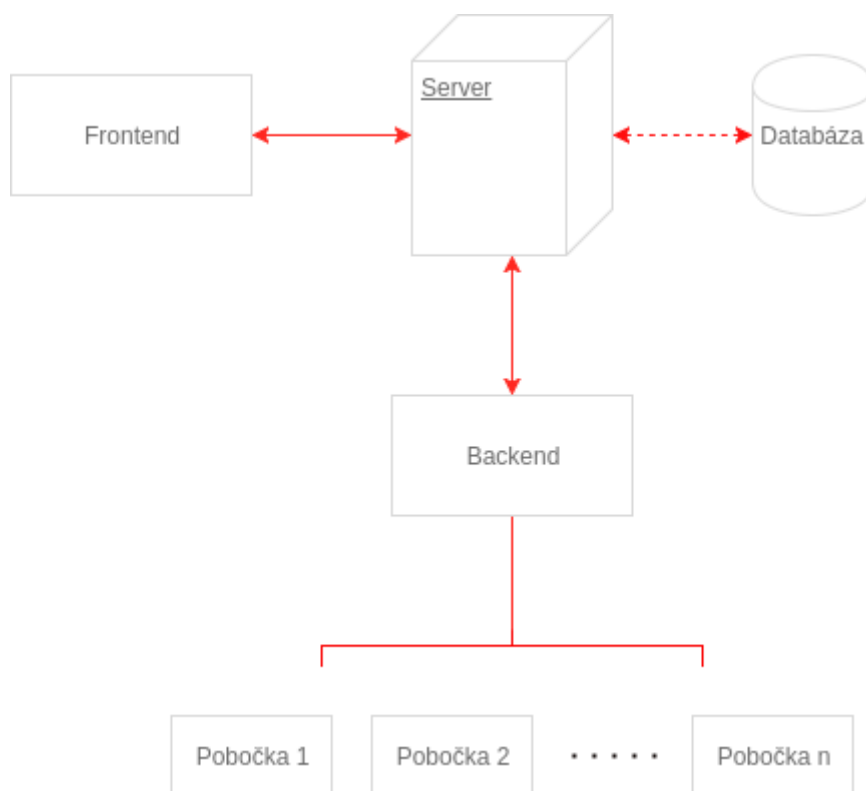 Server
Frontend
Databáza
Backend
Pobočka 1
Pobočka 2
. . . . .
Pobočka n